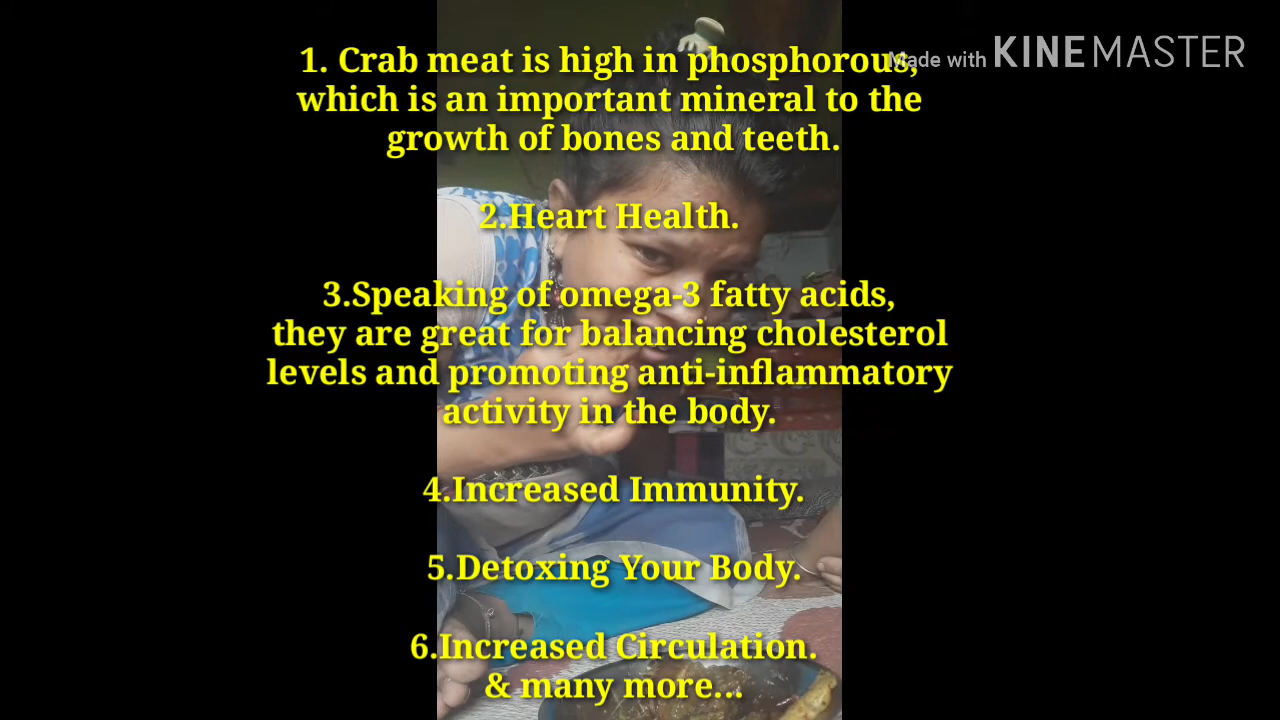 Made with KINEMASTER
1. Crab meat is high in phosphorous,
which is an important mineral to the
growth of bones and teeth.
2.Heart Health.
3.Speaking of omega-3 fatty acids,
they are great for balancing cholesterol
levels and promoting anti-inflammatory
activity in the body.
4.Increased Immunity.
5.Detoxing Your Body.
6.Increased Circulation.
& many more...